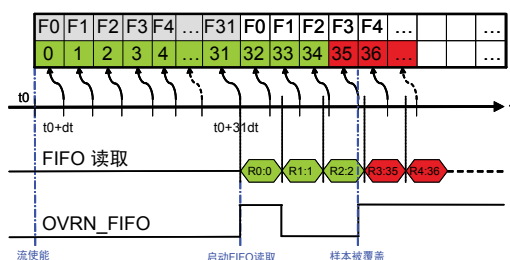 F0 F1 F2 F3 F4 … F31 F0 F1 F2 F3 F4 … …
0 1 2 3 4 … 31 32 33 34 35 36 … …
t0
t0+dt t0+31dt
FIFO 读取 R0:0 R1:1 R2:2 R3:35 R4:36
OVRN_FIFO
流使能 启动FIFO读取 样本被覆盖